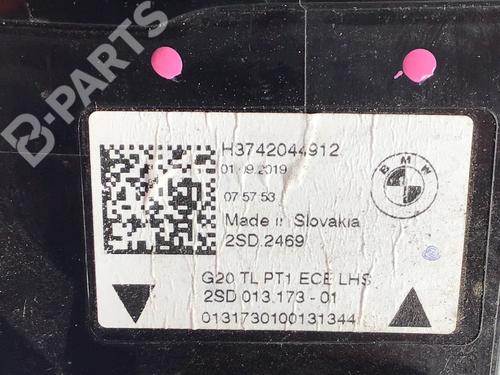 B-PARTS
H3742044912
01.09.2019
07 57 53
BMW
Made in Slovakia
2SD.2469
G20 TL PT1 ECE LHS
2SD 013.173-01
0131730100131344